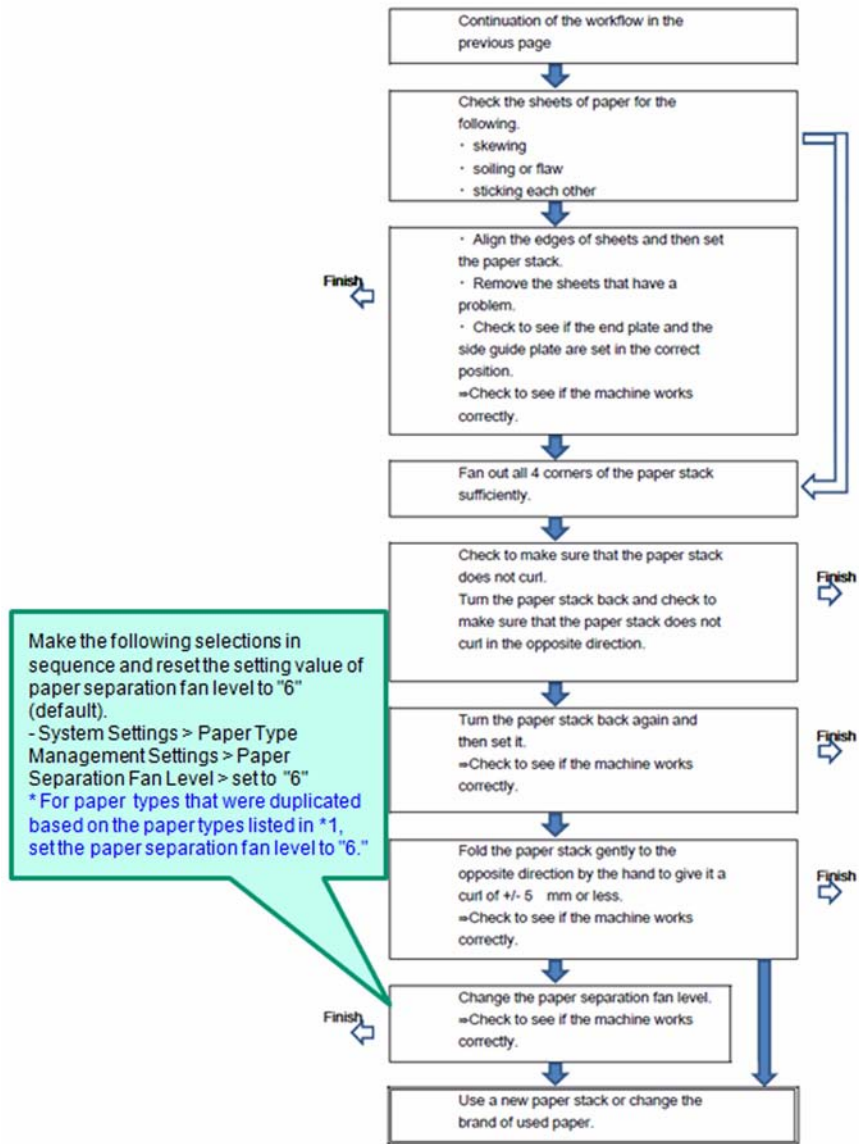 Continuation of the workflow in the
previous page
Check the sheets of paper for the
following.
・ skewing
・ soiling or flaw
・ sticking each other
・ Align the edges of sheets and then set
the paper stack.
・ Remove the sheets that have a
problem.
・ Check to see if the end plate and the
side guide plate are set in the correct
position.
⇒Check to see if the machine works
correctly.
Finish
Fan out all 4 corners of the paper stack
sufficiently.
Check to make sure that the paper stack
does not curl.
Turn the paper stack back and check to
make sure that the paper stack does not
curl in the opposite direction.
Finish
Turn the paper stack back again and
then set it.
⇒Check to see if the machine works
correctly.
Finish
Fold the paper stack gently to the
opposite direction by the hand to give it a
curl of +/- 5 mm or less.
⇒Check to see if the machine works
correctly.
Finish
Make the following selections in
sequence and reset the setting value of
paper separation fan level to "6"
(default).
- System Settings > Paper Type
Management Settings > Paper
Separation Fan Level > set to "6"
* For paper types that were duplicated
based on the paper types listed in *1,
set the paper separation fan level to "6."
Change the paper separation fan level.
⇒Check to see if the machine works
correctly.
Finish
Use a new paper stack or change the
brand of used paper.